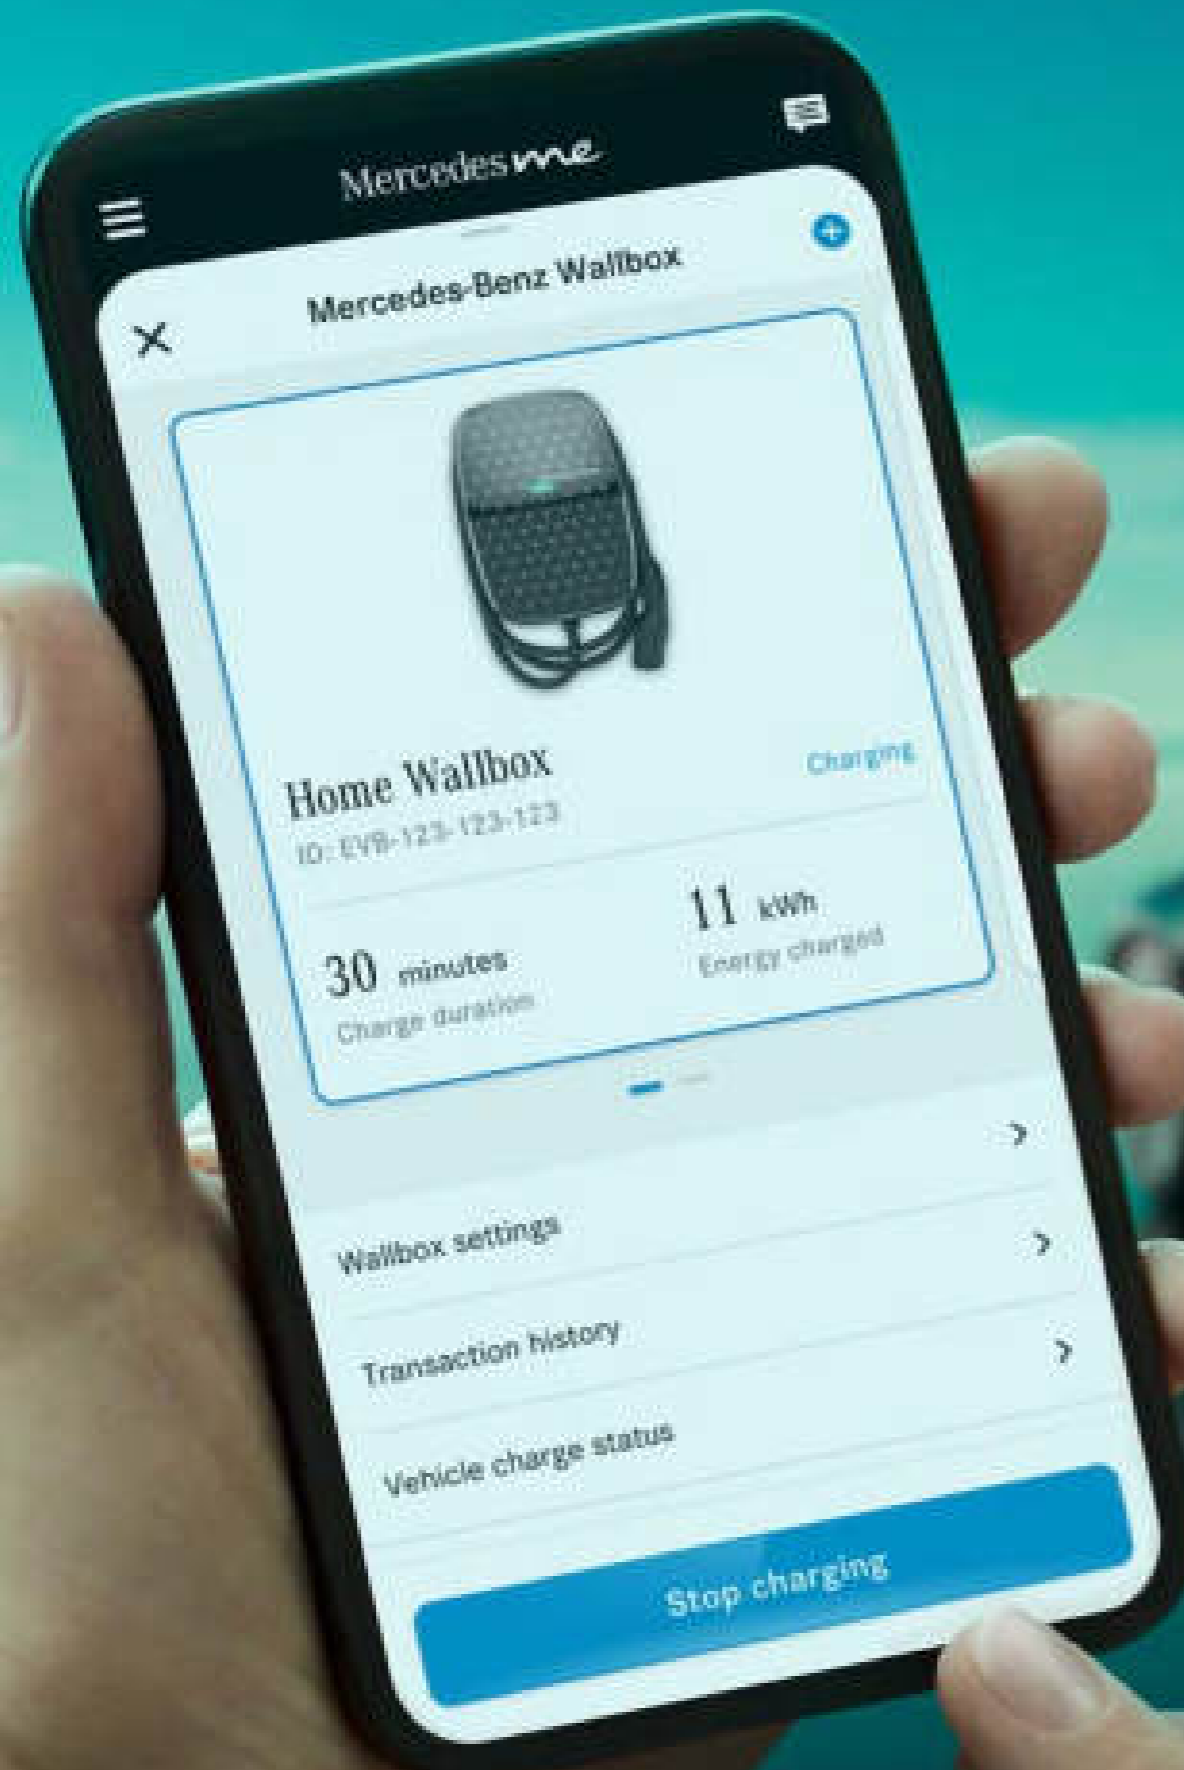 Mercedes me
Mercedes-Benz Wallbox
Home Wallbox
Charging
ID: EVB-123-123-123
30 minutes
Charge duration
11 kWh
Energy charged
Wallbox settings
Transaction history
Vehicle charge status
Stop charging